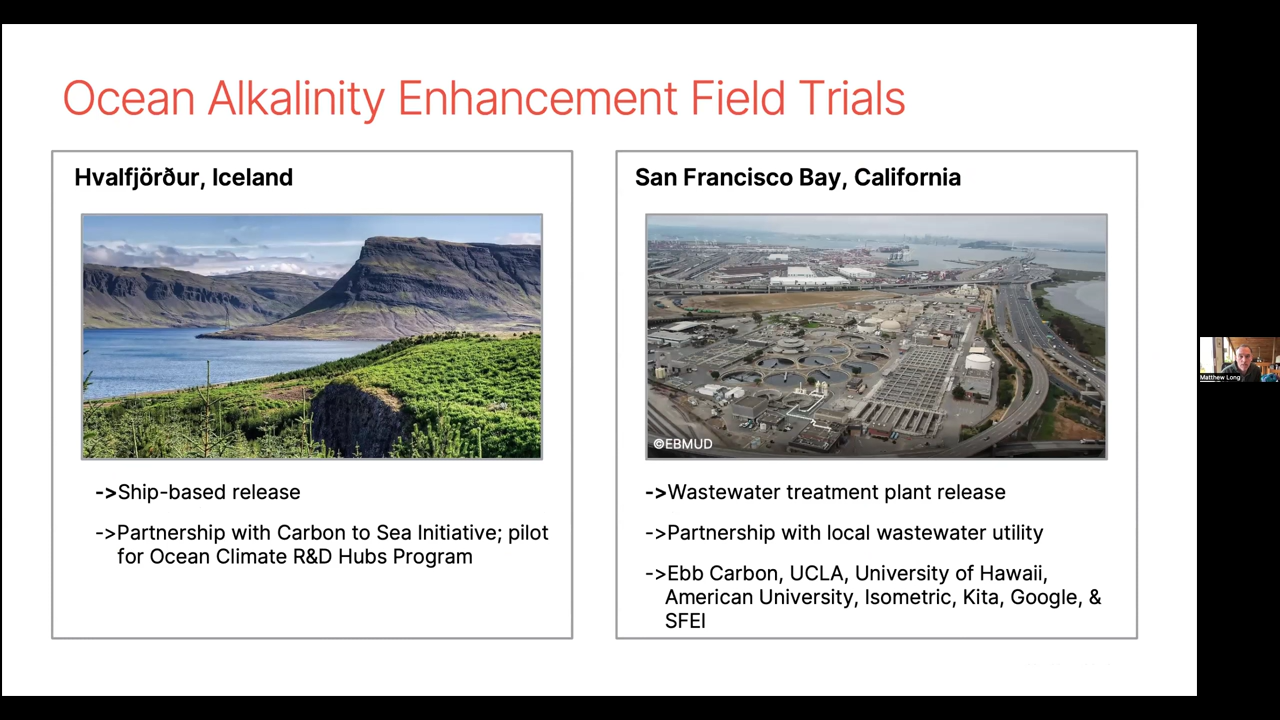 Ocean Alkalinity Enhancement Field Trials
Hvalfjörður, Iceland
->Ship-based release
->Partnership with Carbon to Sea Initiative; pilot
for Ocean Climate R&D Hubs Program
San Francisco Bay, California
©EBMUD
->Wastewater treatment plant release
->Partnership with local wastewater utility
->Ebb Carbon, UCLA, University of Hawaii,
American University, Isometric, Kita, Google, &
SFEI
Matthew Long